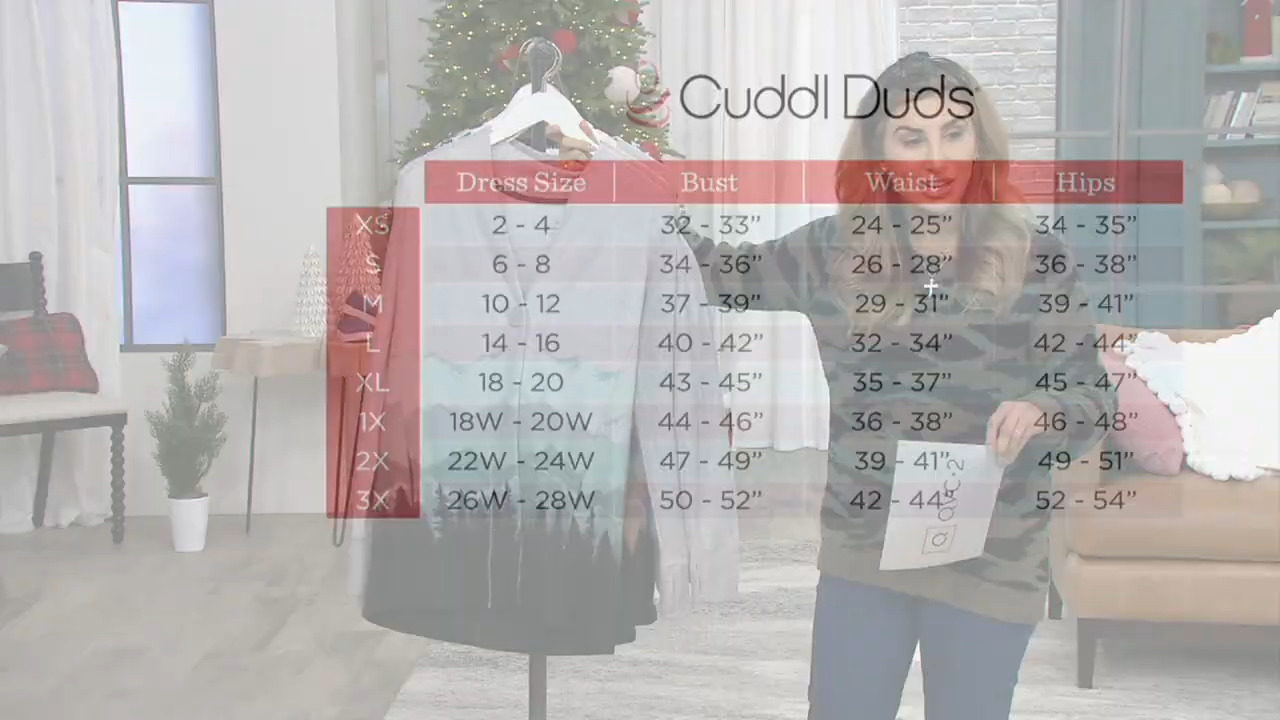 Cuddl Duds
Dress Size Bust Waist Hips
XS 2 - 4 32 - 33” 24 - 25” 34 - 35”
S 6 - 8 34 - 36” 26 - 28” 36 - 38”
M 10 - 12 37 - 39” 29 - 31” 39 - 41”
L 14 - 16 40 - 42” 32 - 34” 42 - 44”
XL 18 - 20 43 - 45” 35 - 37” 45 - 47”
1X 18W - 20W 44 - 46” 36 - 38” 46 - 48”
2X 22W - 24W 47 - 49” 39 - 41” 49 - 51”
3X 26W - 28W 50 - 52” 42 - 44” 52 - 54”
Q QVC2